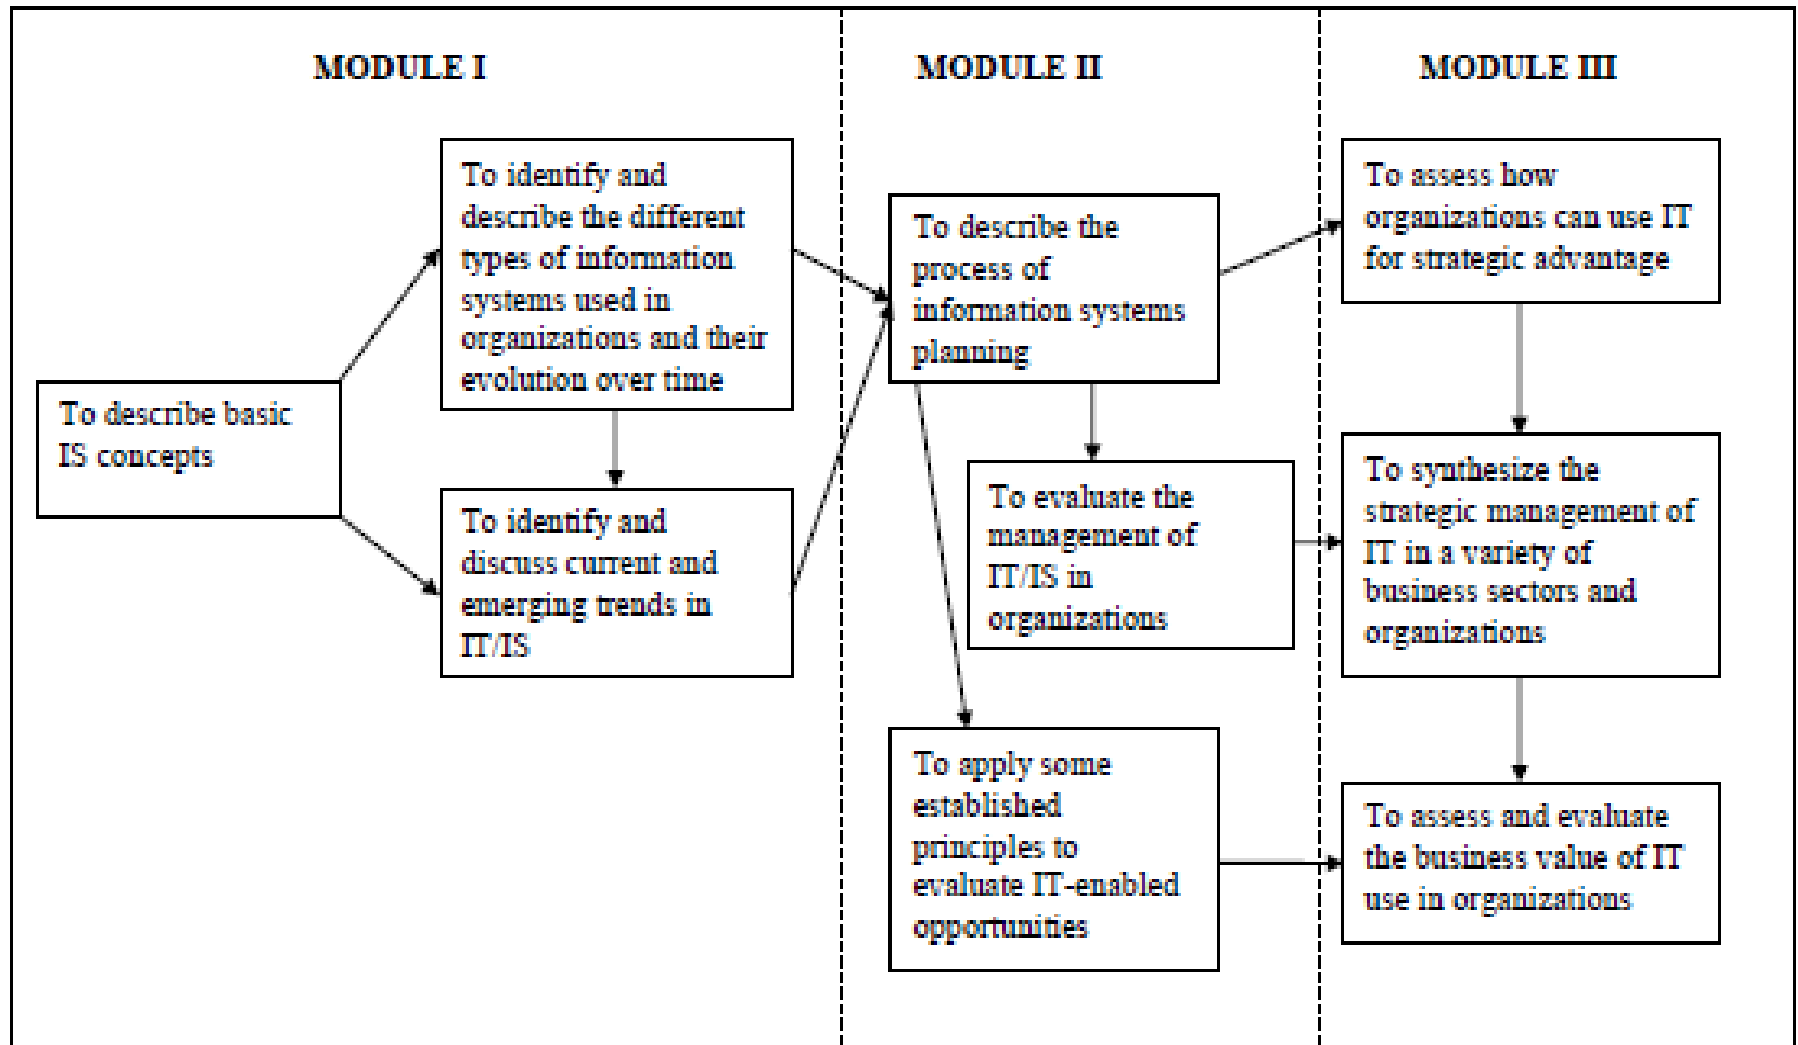 MODULE I
To describe basic
IS concepts
To identify and
describe the different
types of information
systems used in
organizations and their
evolution over time
To identify and
discuss current and
emerging trends in
IT/IS
MODULE II
To describe the
process of
information systems
planning
To evaluate the
management of
IT/IS in
organizations
To apply some
established
principles to
evaluate IT-enabled
opportunities
MODULE III
To assess how
organizations can use IT
for strategic advantage
To synthesize the
strategic management of
IT in a variety of
business sectors and
organizations
To assess and evaluate
the business value of IT
use in organizations